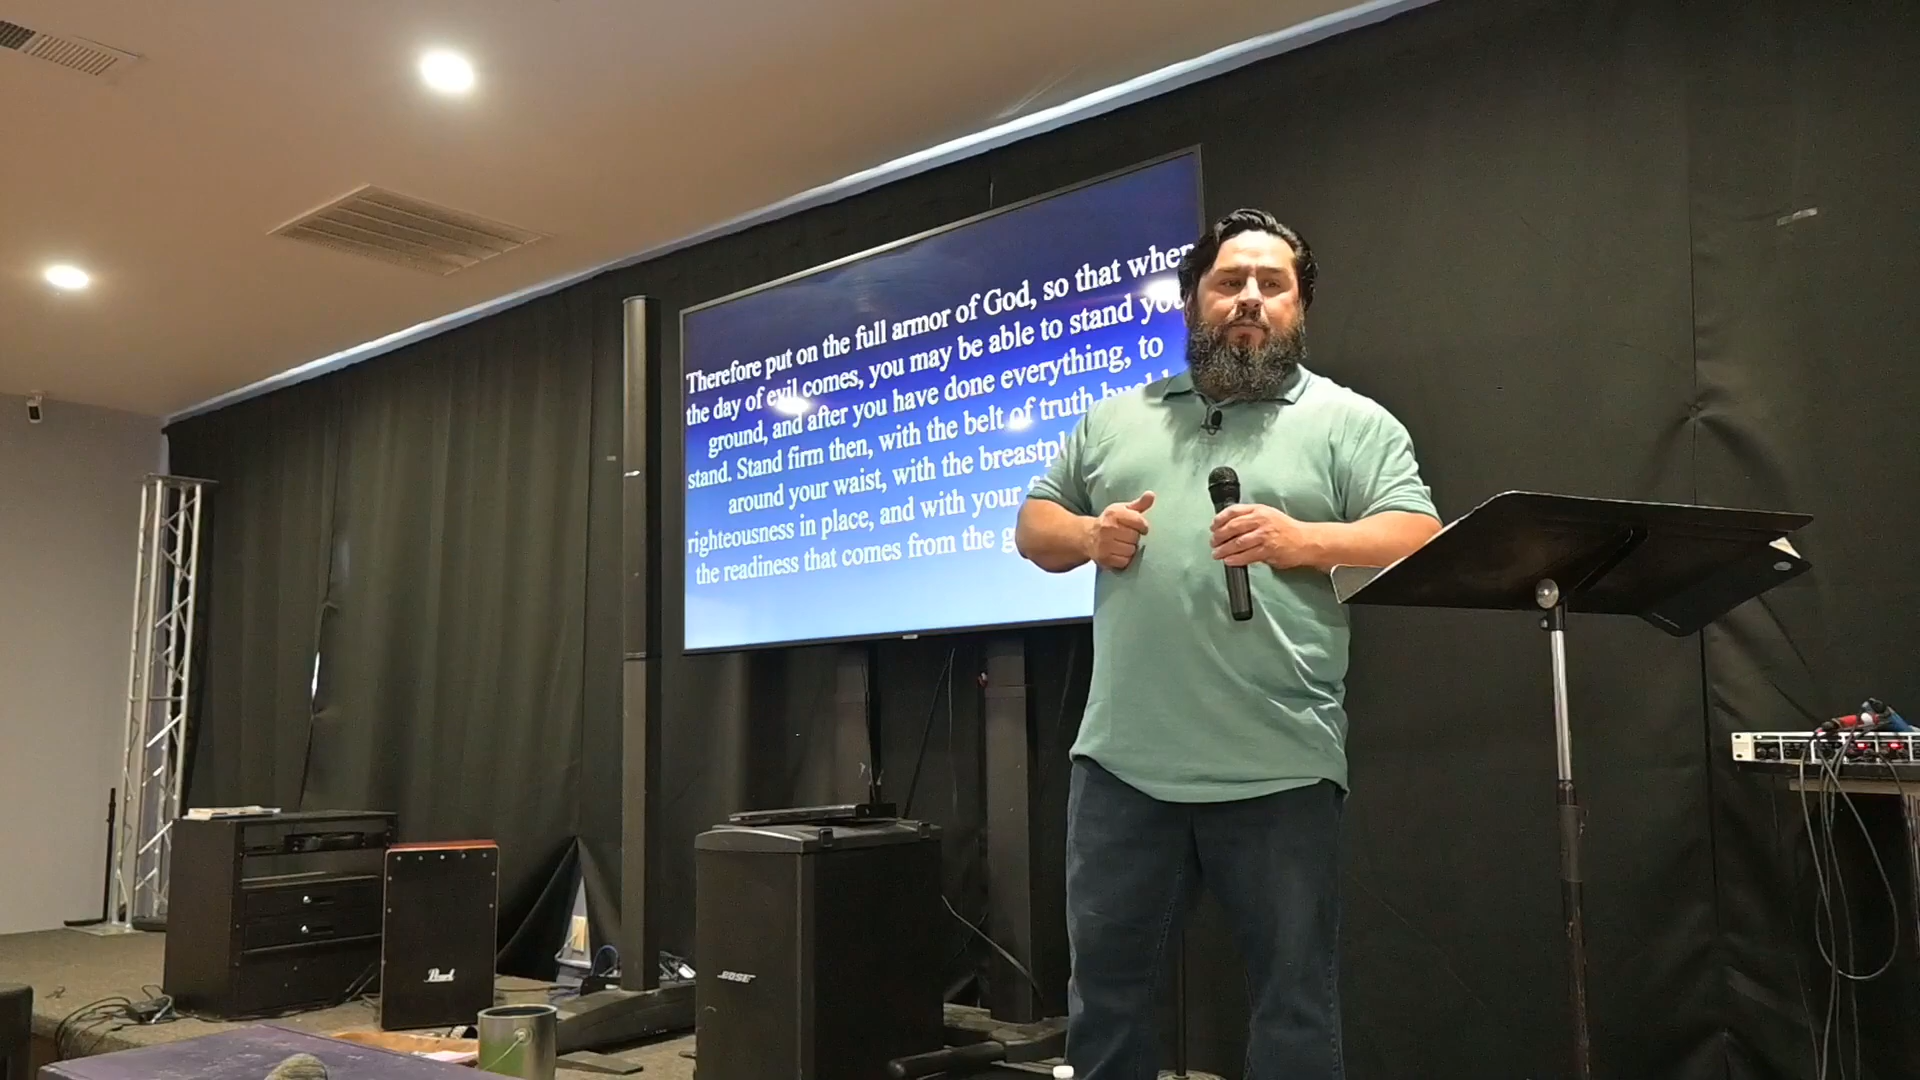 Therefore put on the full armor of God, so that when
the day of evil comes, you may be able to stand
ground, and after you have done everything, to
stand. Stand firm then, with the belt of truth
around your waist, with the
righteousness in place, and with your
the readiness that comes from the
Pearl
BOSE